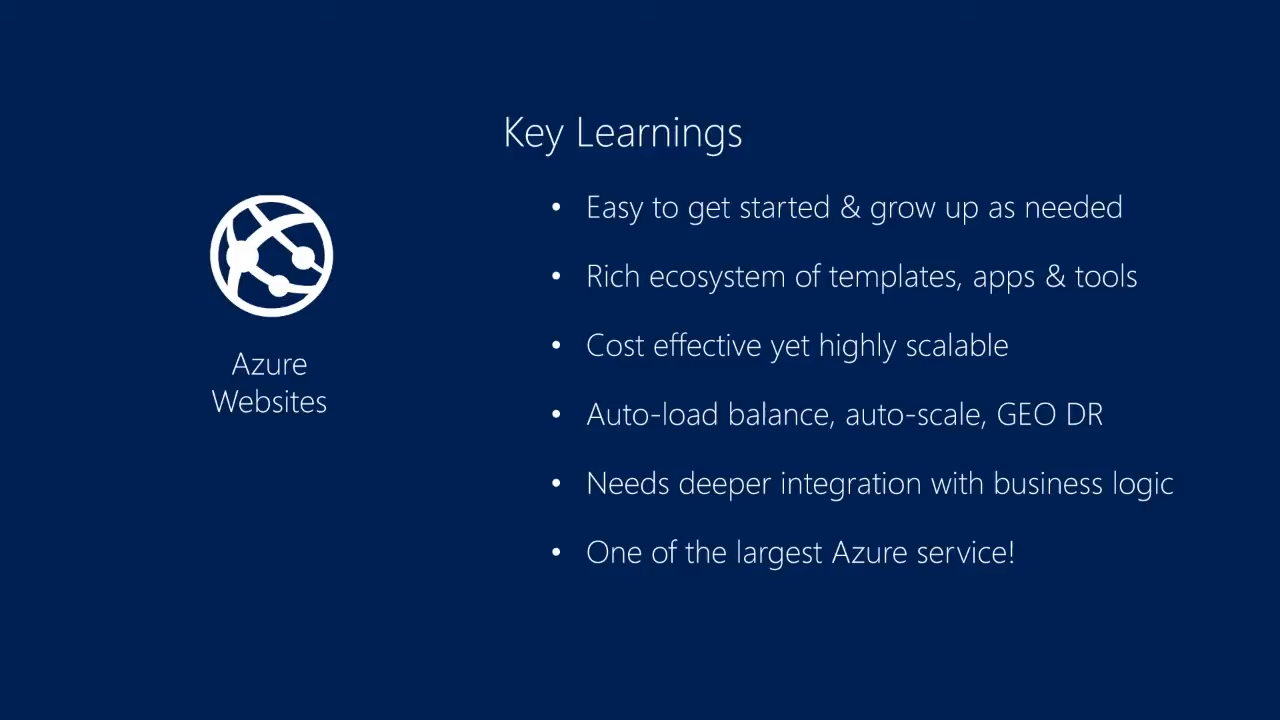 Key Learnings
Azure
Websites
• Easy to get started & grow up as needed
• Rich ecosystem of templates, apps & tools
• Cost effective yet highly scalable
• Auto-load balance, auto-scale, GEO DR
• Needs deeper integration with business logic
• One of the largest Azure service!